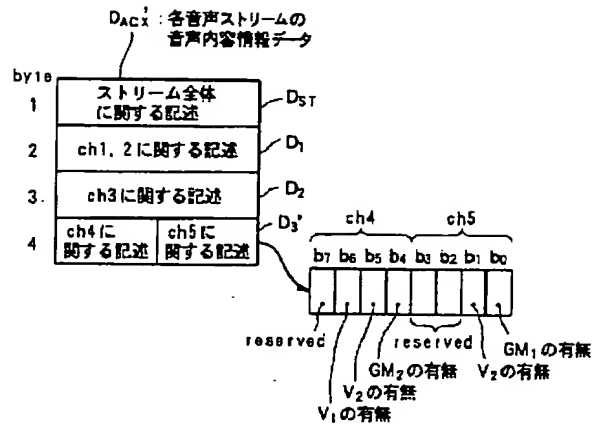 DACX' : 各音声ストリームの
音声内容情報データ
byte
1 ストリーム全体
に関する記述 DST
2 ch1, 2に関する記述 D1
3. ch3に関する記述 D2
4 ch4に
関する記述 ch5に
関する記述 D3'
ch4 ch5
b7 b6 b5 b4 b3 b2 b1 b0
reserved reserved
GM1の有無
GM2の有無 V2の有無
V2の有無
V1の有無